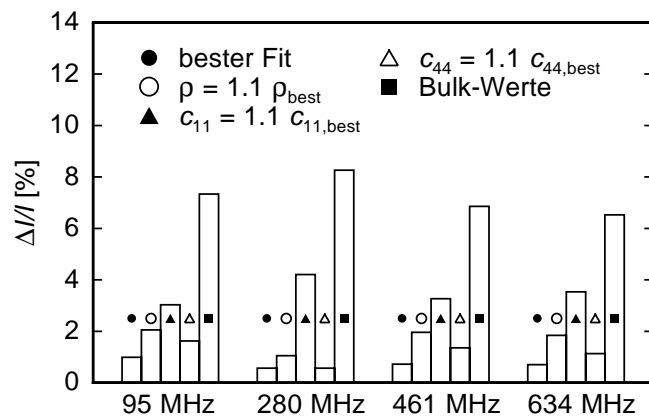 14
12
10
8
6
4
2
0
ΔI/I [%]
bester Fit
ρ = 1.1 ρbest
c11 = 1.1 c11,best
c44 = 1.1 c44,best
Bulk-Werte
95 MHz 280 MHz 461 MHz 634 MHz